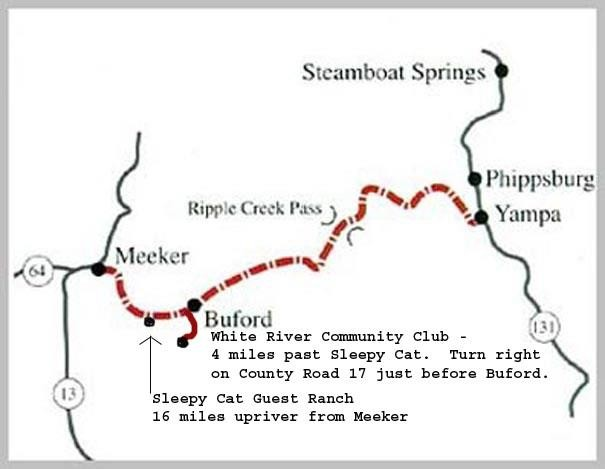 Steamboat Springs
Phippsburg
Ripple Creek Pass
Yampa
Meeker
64
Buford
131
White River Community Club -
4 miles past Sleepy Cat.  Turn right
on County Road 17 just before Buford.
13
Sleepy Cat Guest Ranch
16 miles upriver from Meeker